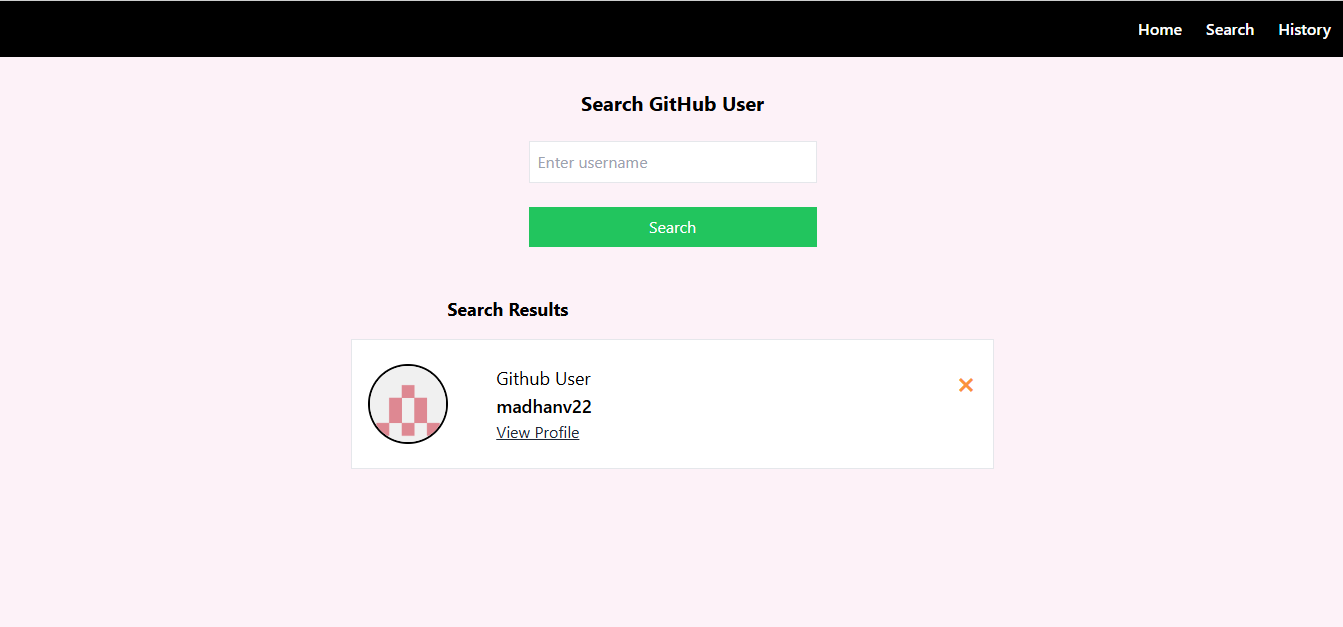 Home Search History
Search GitHub User
Enter username
Search
Search Results
Github User
madhanv22
View Profile